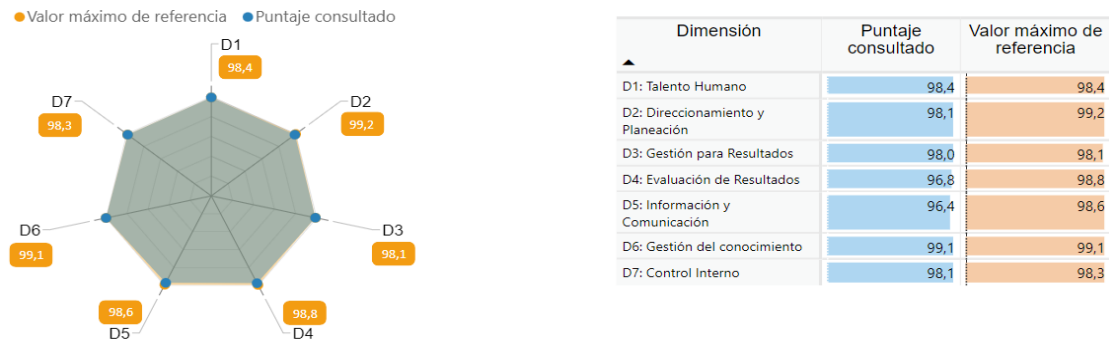 Valor máximo de referencia Puntaje consultado
D1
98,4
D7
98,3
D2
99,2
D6
99,1
D3
98,1
98,6
D5
98,8
D4
Dimensión Puntaje consultado Valor máximo de referencia
D1: Talento Humano 98,4 98,4
D2: Direccionamiento y
Planeación 98,1 99,2
D3: Gestión para Resultados 98,0 98,1
D4: Evaluación de Resultados 96,8 98,8
D5: Información y
Comunicación 96,4 98,6
D6: Gestión del conocimiento 99,1 99,1
D7: Control Interno 98,1 98,3